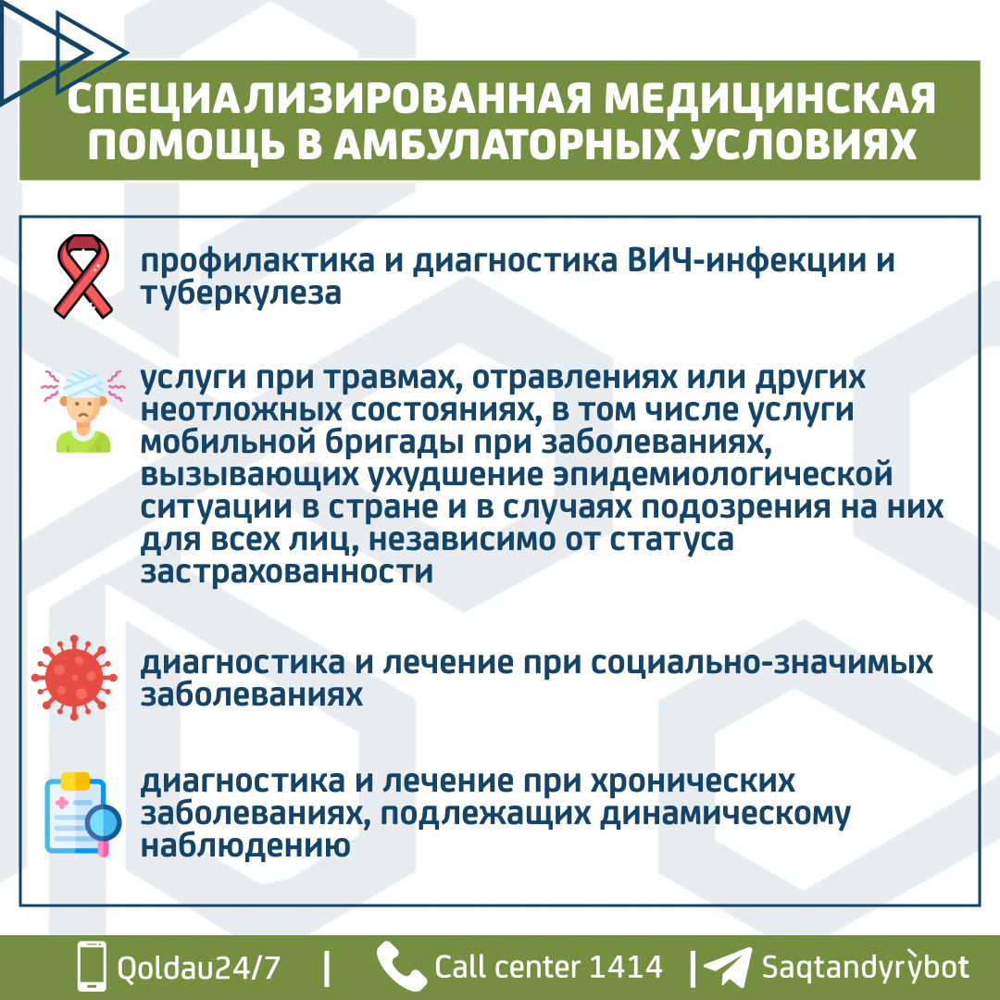 СПЕЦИАЛИЗИРОВАННАЯ МЕДИЦИНСКАЯ
ПОМОЩЬ В АМБУЛАТОРНЫХ УСЛОВИЯХ
профилактика и диагностика ВИЧ-инфекции и
туберкулеза
услуги при травмах, отравлениях или других
неотложных состояниях, в том числе услуги
мобильной бригады при заболеваниях,
вызывающих ухудшение эпидемиологической
ситуации в стране и в случаях подозрения на них
для всех лиц, независимо от статуса
застрахованности
диагностика и лечение при социально-значимых
заболеваниях
диагностика и лечение при хронических
заболеваниях, подлежащих динамическому
наблюдению
Qoldau24/7 | Call center 1414 | Saqtandyrỳbot